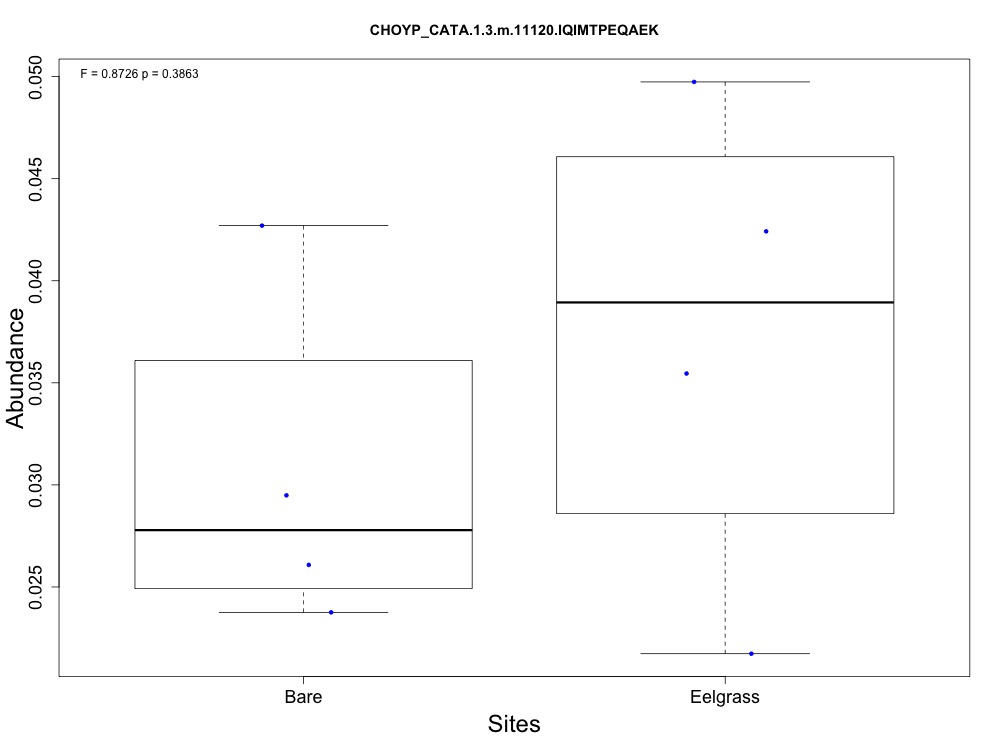 CHOYP_CATA.1.3.m.11120.IQIMTPEQAEK
F = 0.8726 p = 0.3863
0.050
0.045
0.040
0.035
0.030
0.025
Abundance
Bare
Eelgrass
Sites